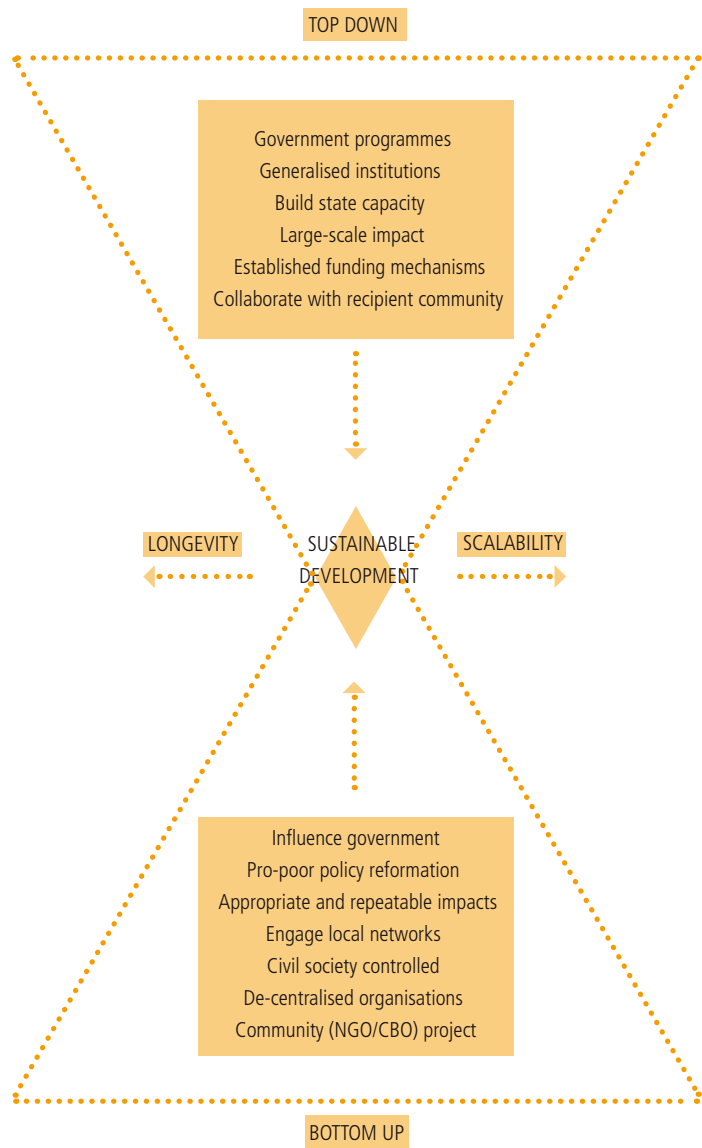 TOP DOWN
Government programmes
Generalised institutions
Build state capacity
Large-scale impact
Established funding mechanisms
Collaborate with recipient community
LONGEVITY
SUSTAINABLE
DEVELOPMENT
SCALABILITY
Influence government
Pro-poor policy reformation
Appropriate and repeatable impacts
Engage local networks
Civil society controlled
De-centralised organisations
Community (NGO/CBO) project
BOTTOM UP